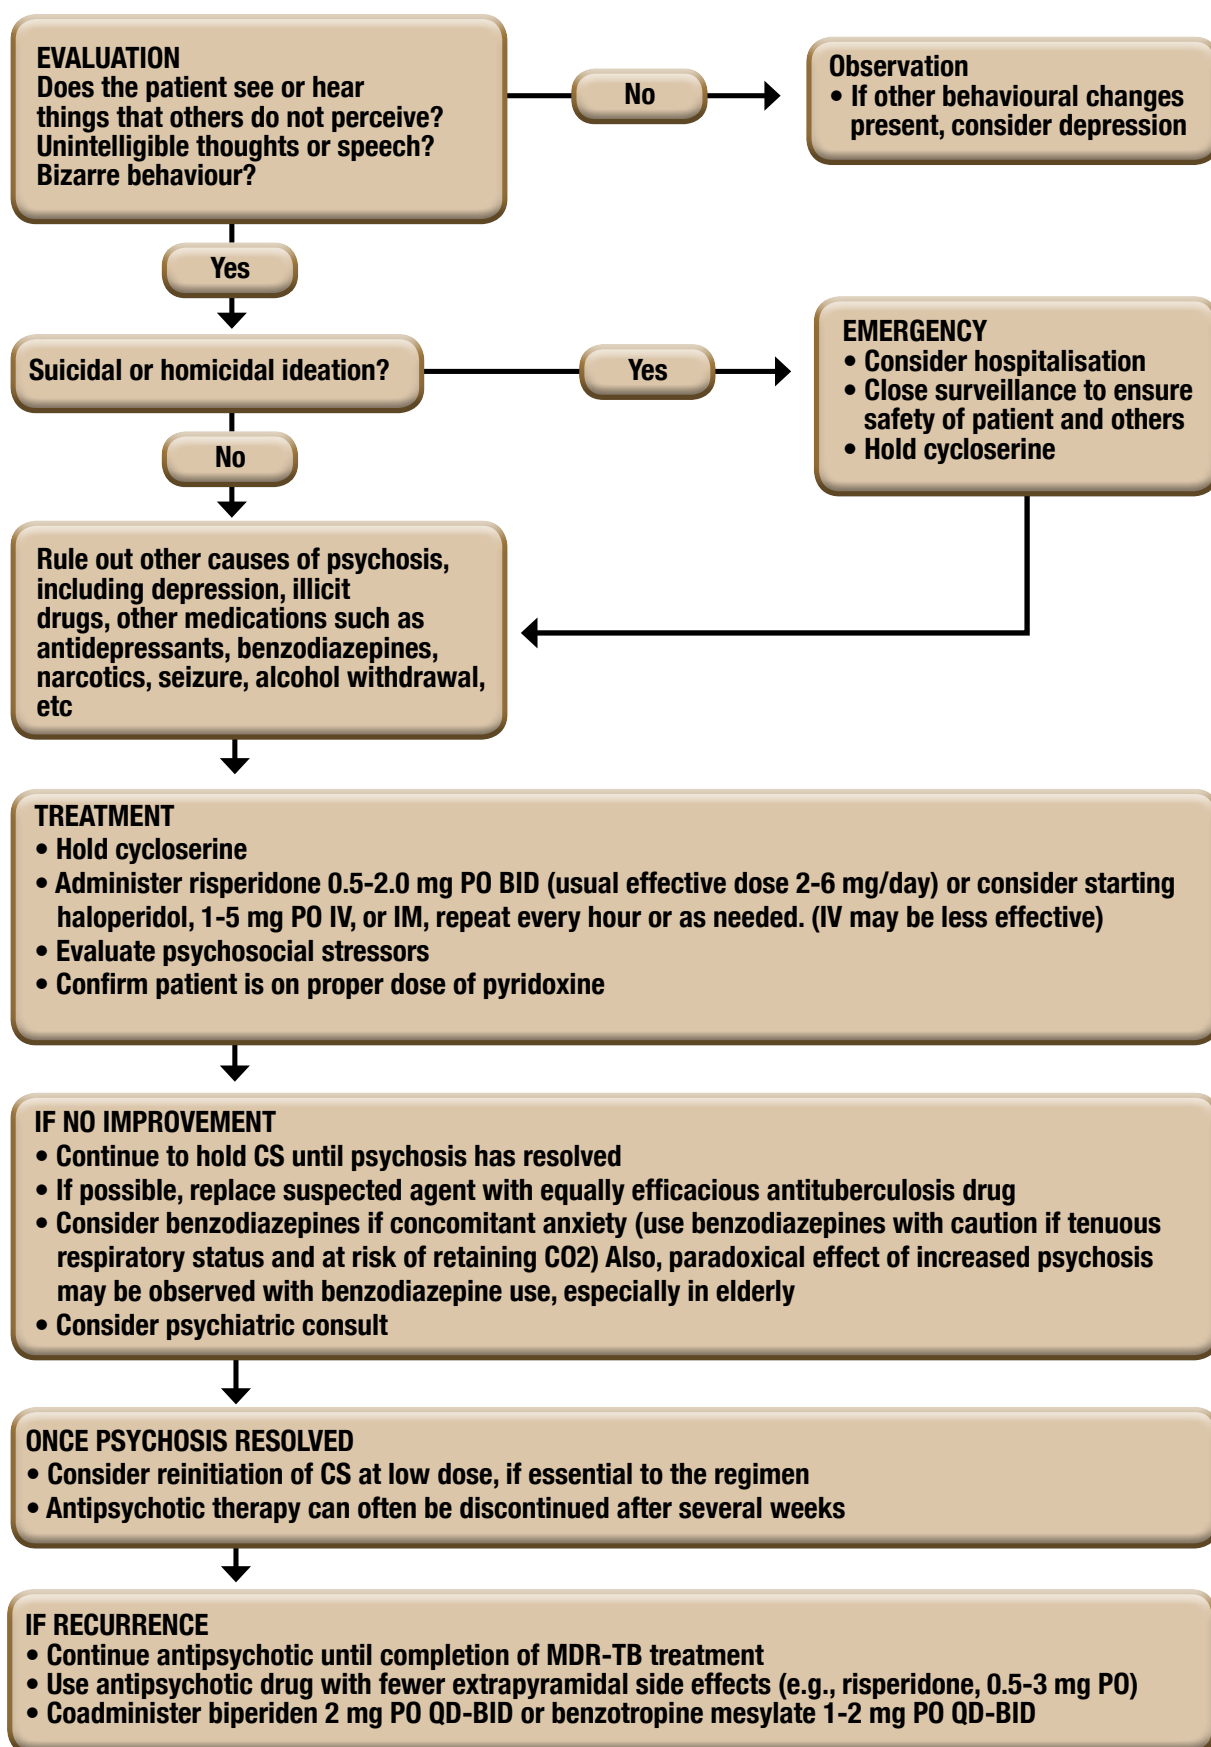 EVALUATION
Does the patient see or hear
things that others do not perceive?
Unintelligible thoughts or speech?
Bizarre behaviour?
No
Observation
• If other behavioural changes
present, consider depression
Yes
Suicidal or homicidal ideation?
Yes
EMERGENCY
• Consider hospitalisation
• Close surveillance to ensure
safety of patient and others
• Hold cycloserine
No
Rule out other causes of psychosis,
including depression, illicit
drugs, other medications such as
antidepressants, benzodiazepines,
narcotics, seizure, alcohol withdrawal,
etc
TREATMENT
• Hold cycloserine
• Administer risperidone 0.5-2.0 mg PO BID (usual effective dose 2-6 mg/day) or consider starting
haloperidol, 1-5 mg PO IV, or IM, repeat every hour or as needed. (IV may be less effective)
• Evaluate psychosocial stressors
• Confirm patient is on proper dose of pyridoxine
IF NO IMPROVEMENT
• Continue to hold CS until psychosis has resolved
• If possible, replace suspected agent with equally efficacious antituberculosis drug
• Consider benzodiazepines if concomitant anxiety (use benzodiazepines with caution if tenuous
respiratory status and at risk of retaining CO2) Also, paradoxical effect of increased psychosis
may be observed with benzodiazepine use, especially in elderly
• Consider psychiatric consult
ONCE PSYCHOSIS RESOLVED
• Consider reinitiation of CS at low dose, if essential to the regimen
• Antipsychotic therapy can often be discontinued after several weeks
IF RECURRENCE
• Continue antipsychotic until completion of MDR-TB treatment
• Use antipsychotic drug with fewer extrapyramidal side effects (e.g., risperidone, 0.5-3 mg PO)
• Coadminister biperiden 2 mg PO QD-BID or benzotropine mesylate 1-2 mg PO QD-BID